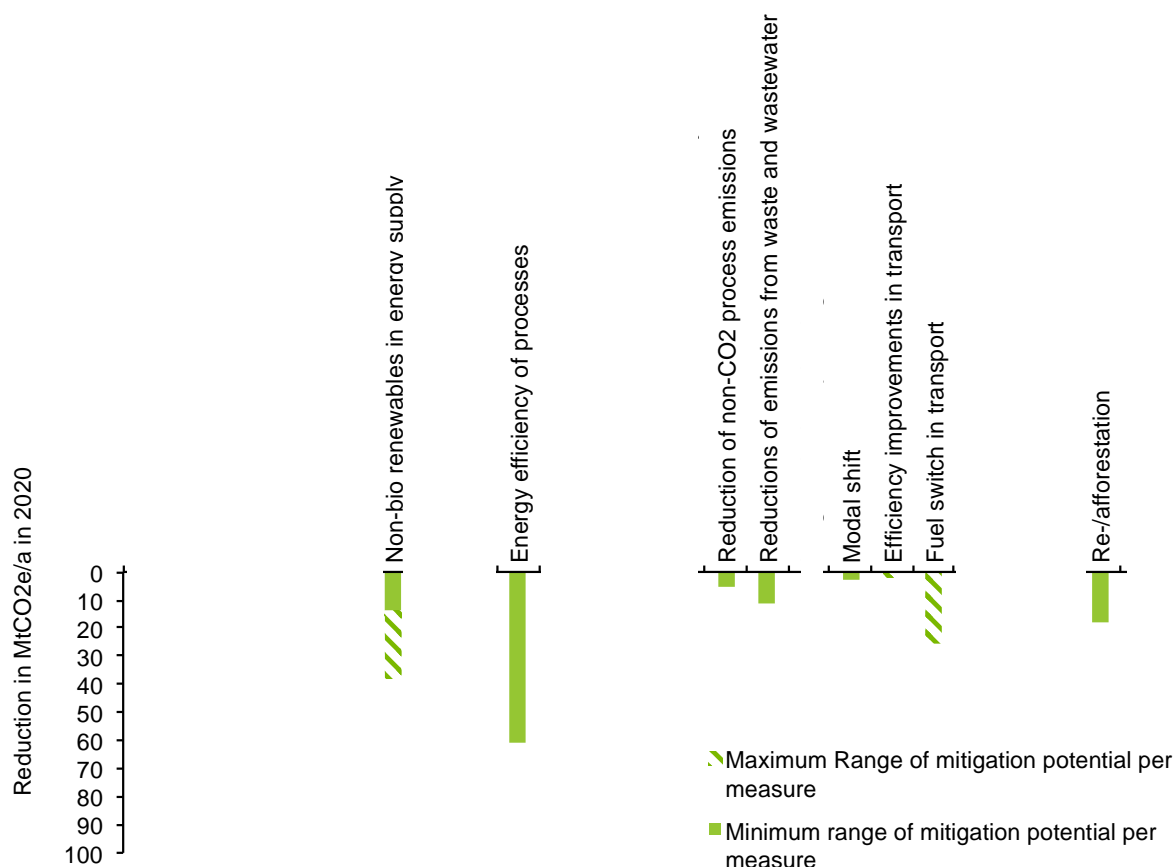 Non-bio renewables in energy supply
Energy efficiency of processes
Reduction of non-CO2 process emissions
Reductions of emissions from waste and wastewater
Modal shift
Efficiency improvements in transport
Fuel switch in transport
Re-/afforestation
Reduction in MtCO2e/a in 2020
0
10
20
30
40
50
60
70
80
90
100
Maximum Range of mitigation potential per
measure
Minimum range of mitigation potential per
measure